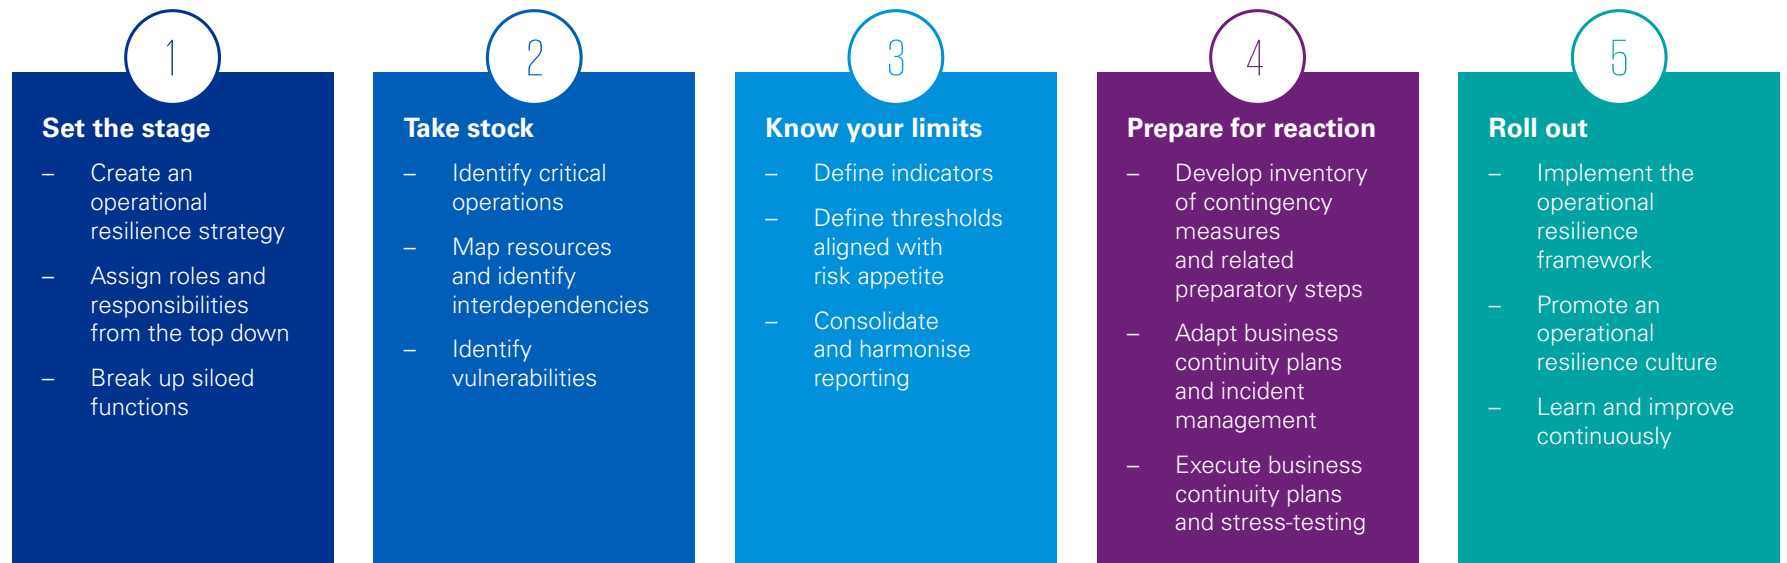 1
Set the stage
– Create an
operational
resilience strategy
– Assign roles and
responsibilities
from the top down
– Break up siloed
functions
2
Take stock
– Identify critical
operations
– Map resources
and identify
interdependencies
– Identify
vulnerabilities
3
Know your limits
– Define indicators
– Define thresholds
aligned with
risk appetite
– Consolidate
and harmonise
reporting
4
Prepare for reaction
– Develop inventory
of contingency
measures
and related
preparatory steps
– Adapt business
continuity plans
and incident
management
– Execute business
continuity plans
and stress-testing
5
Roll out
– Implement the
operational
resilience
framework
– Promote an
operational
resilience culture
– Learn and improve
continuously